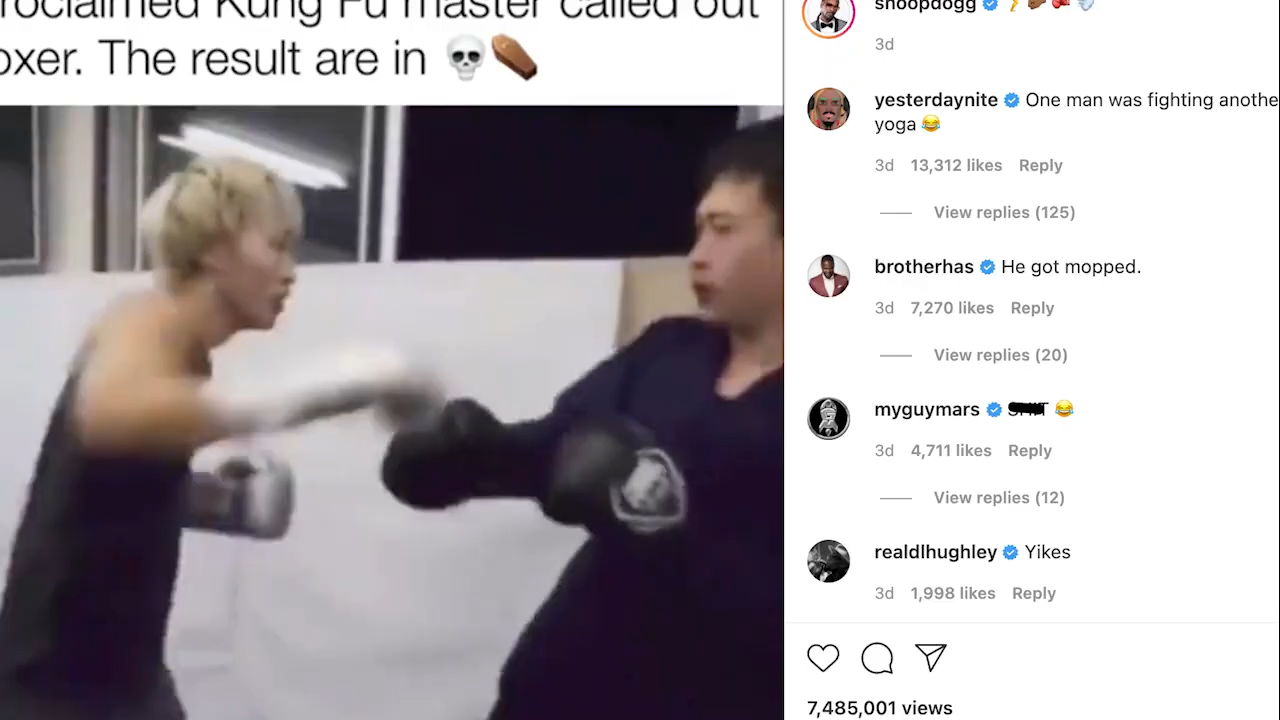 roclaimed Kung Fu master called out
oxer. The result are in 💀⚰️
snoopdogg
3d
yesterdaynite One man was fighting anothe
yoga 😂
3d 13,312 likes Reply
View replies (125)
brotherhas He got mopped.
3d 7,270 likes Reply
View replies (20)
myguymars 😂
3d 4,711 likes Reply
View replies (12)
realdlhughley Yikes
3d 1,998 likes Reply
7,485,001 views